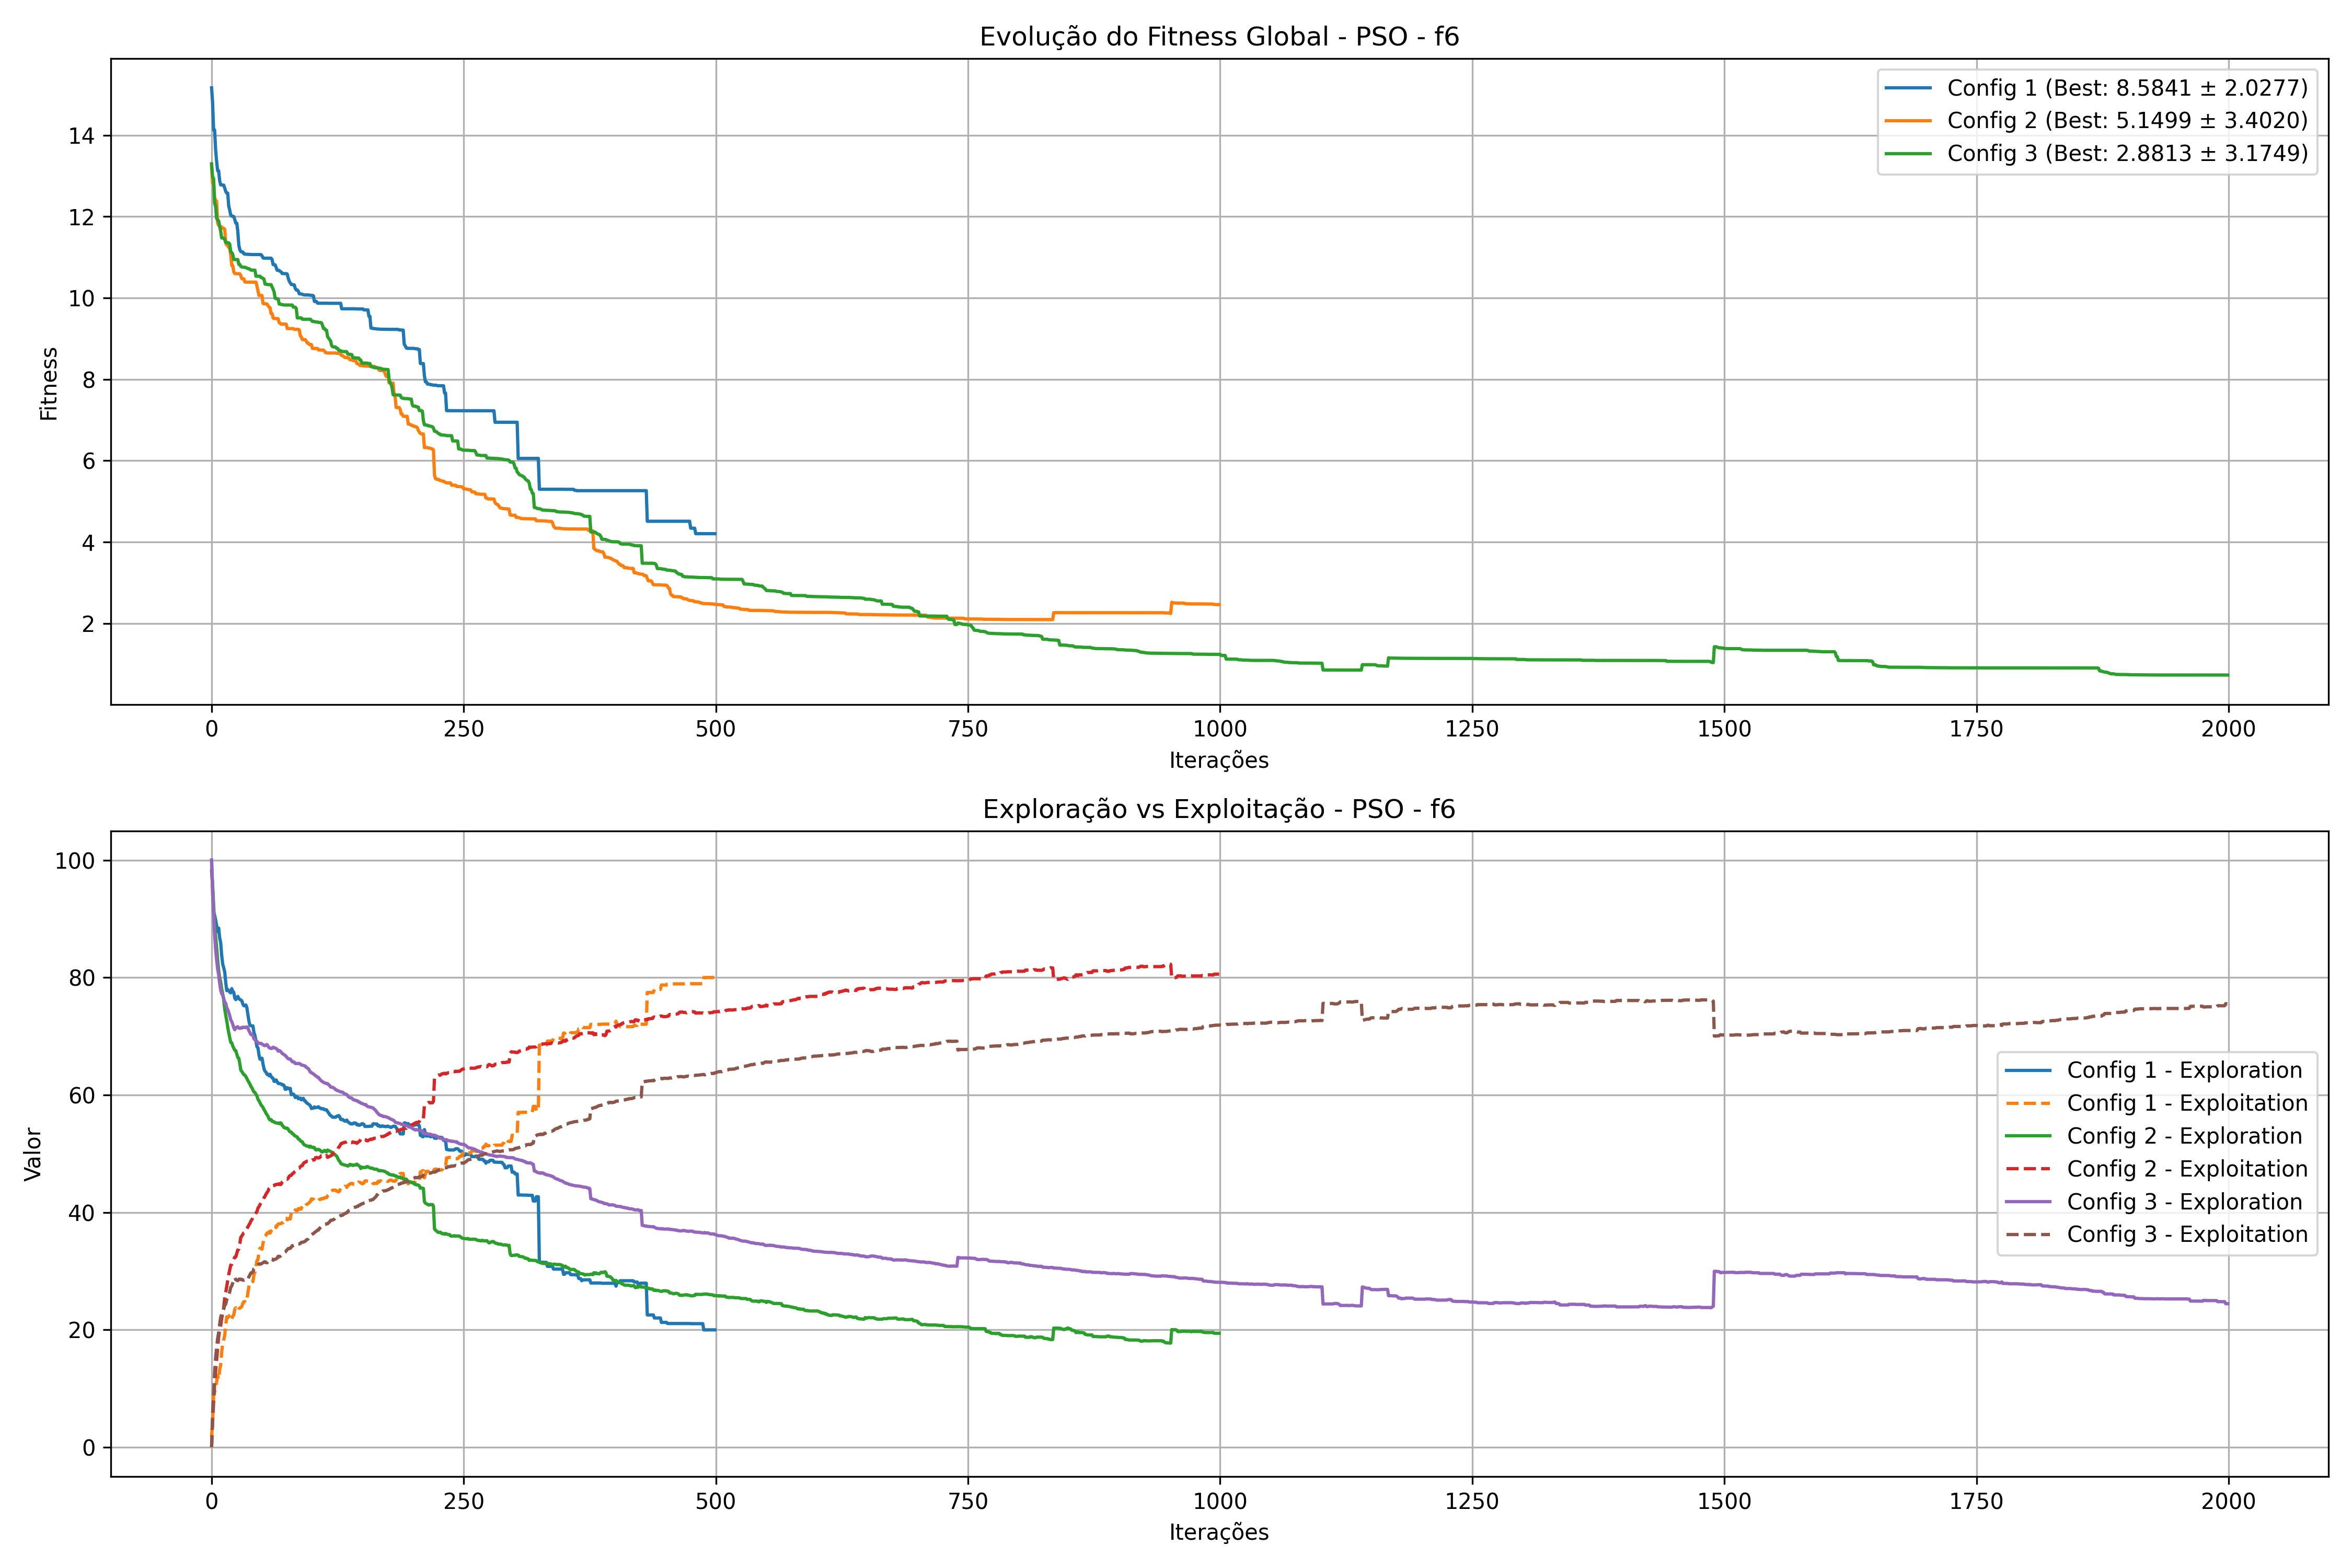 Evolução do Fitness Global - PSO - f6
Config 1 (Best: 8.5841 ± 2.0277)
Config 2 (Best: 5.1499 ± 3.4020)
Config 3 (Best: 2.8813 ± 3.1749)
Fitness
14
12
10
8
6
4
2
0 250 500 750 1000 1250 1500 1750 2000
Iterações
Exploração vs Exploitação - PSO - f6
Valor
100
80
60
40
20
0
Config 1 - Exploration
Config 1 - Exploitation
Config 2 - Exploration
Config 2 - Exploitation
Config 3 - Exploration
Config 3 - Exploitation
0 250 500 750 1000 1250 1500 1750 2000
Iterações